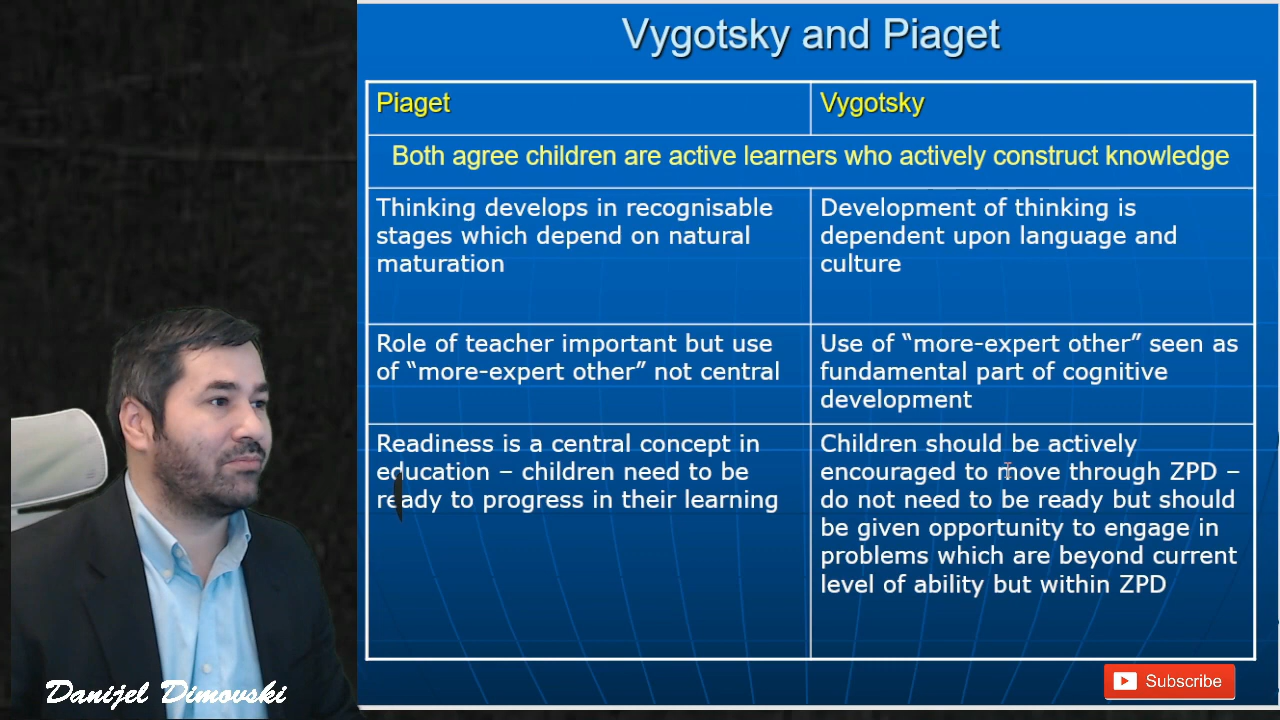 Vygotsky and Piaget
Piaget
Vygotsky
Both agree children are active learners who actively construct knowledge
Thinking develops in recognisable
stages which depend on natural
maturation
Development of thinking is
dependent upon language and
culture
Role of teacher important but use
of “more-expert other” not central
Use of “more-expert other” seen as
fundamental part of cognitive
development
Readiness is a central concept in
education – children need to be
ready to progress in their learning
Children should be actively
encouraged to move through ZPD –
do not need to be ready but should
be given opportunity to engage in
problems which are beyond current
level of ability but within ZPD
Danijel Dimovski
Subscribe